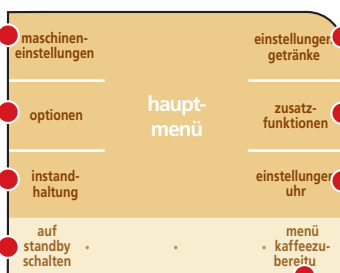 maschinen-
einstellungen
einstellungen
getränke
optionen
haupt-
menü
zusatz-
funktionen
instand-
haltung
einstellungen
uhr
auf
standby
schalten
menü
kaffeezu-
bereitu